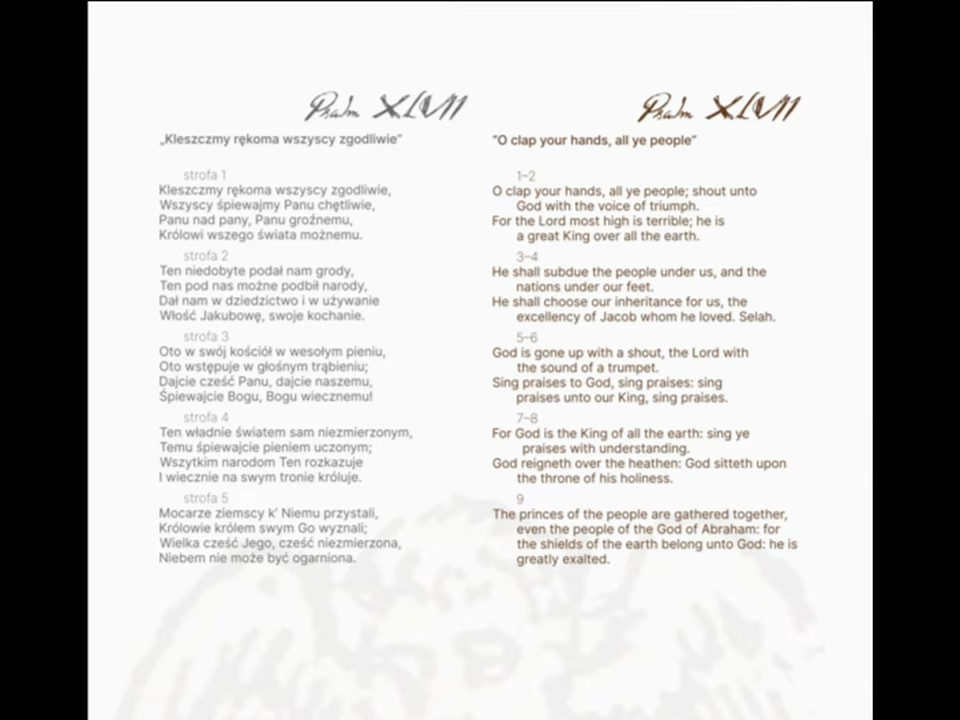 Psalm XLVII
„Kleszczmy rękoma wszyscy zgodliwie”
strofa 1
Kleszczmy rękoma wszyscy zgodliwie,
Wszyscy śpiewajmy Panu chętliwie,
Panu nad pany, Panu groźnemu,
Królowi wszego świata możnemu.
strofa 2
Ten niedobyte podał nam grody,
Ten pod nas możne podbił narody,
Dał nam w dziedzictwo i w używanie
Włość Jakubowę, swoje kochanie.
strofa 3
Oto w swój kościół w wesołym pieniu,
Oto wstępuje w głośnym trąbieniu;
Dajcie cześć Panu, dajcie naszemu,
Śpiewajcie Bogu, Bogu wiecznemu!
strofa 4
Ten władnie światem sam niezmierzonym,
Temu śpiewajcie pieniem uczonym;
Wszytkim narodom Ten rozkazuje
I wiecznie na swym tronie króluje.
strofa 5
Mocarze ziemscy k’ Niemu przystali,
Królowie królem swym Go wyznali;
Wielka cześć Jego, cześć niezmierzona,
Niebem nie może być ogarniona.
Psalm XLVII
“O clap your hands, all ye people”
1–2
O clap your hands, all ye people; shout unto
God with the voice of triumph.
For the Lord most high is terrible; he is
a great King over all the earth.
3–4
He shall subdue the people under us, and the
nations under our feet.
He shall choose our inheritance for us, the
excellency of Jacob whom he loved. Selah.
5–6
God is gone up with a shout, the Lord with
the sound of a trumpet.
Sing praises to God, sing praises: sing
praises unto our King, sing praises.
7–8
For God is the King of all the earth: sing ye
praises with understanding.
God reigneth over the heathen: God sitteth upon
the throne of his holiness.
9
The princes of the people are gathered together,
even the people of the God of Abraham: for
the shields of the earth belong unto God: he is
greatly exalted.